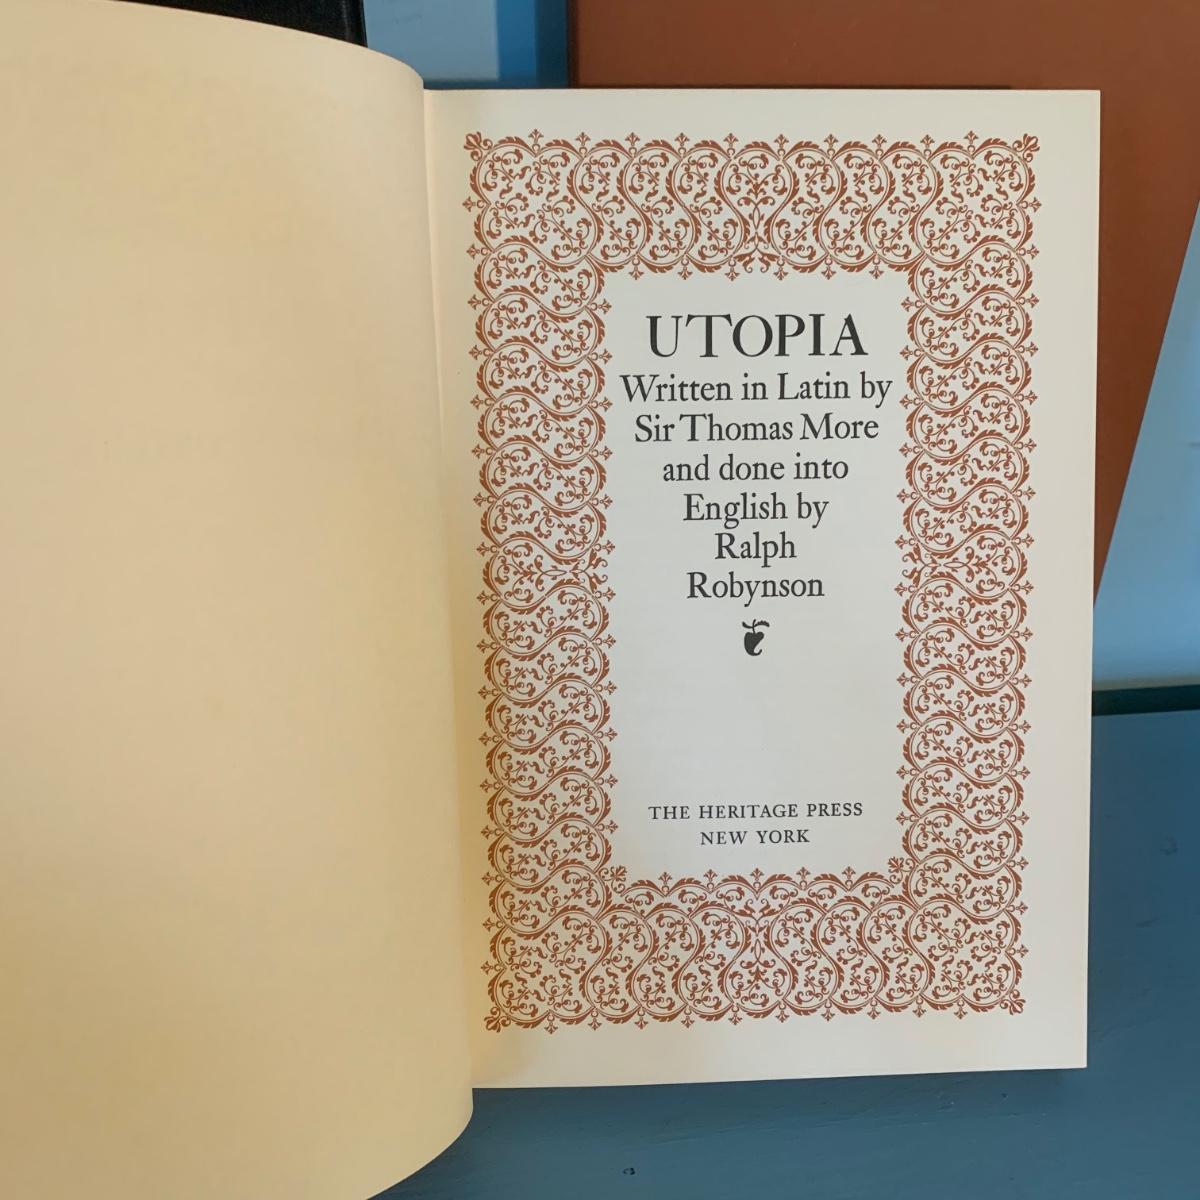 UTOPIA
Written in Latin by
Sir Thomas More
and done into
English by
Ralph
Robynson
THE HERITAGE PRESS
NEW YORK